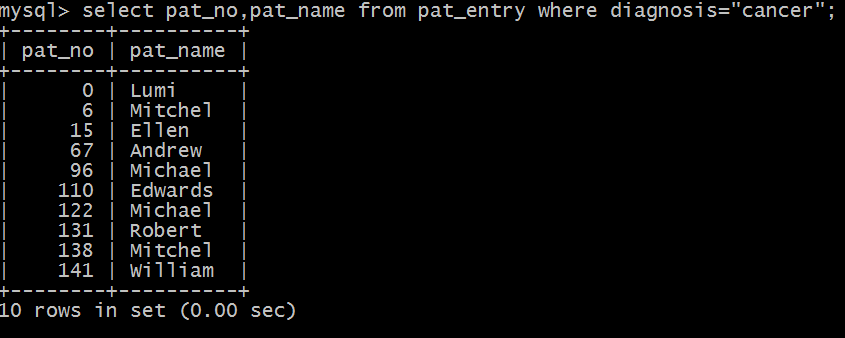 mysql> select pat_no,pat_name from pat_entry where diagnosis="cancer";
+--------+----------+
| pat_no | pat_name |
+--------+----------+
|      0 | Lumi     |
|      6 | Mitchel  |
|     15 | Ellen    |
|     67 | Andrew   |
|     96 | Michael  |
|    110 | Edwards  |
|    122 | Michael  |
|    131 | Robert   |
|    138 | Mitchel  |
|    141 | William  |
+--------+----------+
10 rows in set (0.00 sec)